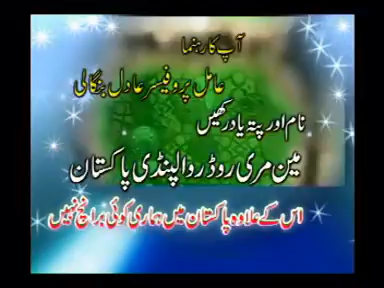 آپ کا رہنما
عامل پروفیسر عادل بنگالی
نام اور پتہ یاد رکھیں
مین مری روڈ روالپنڈی پاکستان
اس کے علاوہ پاکستان میں ہماری کوئی برانچ نہیں